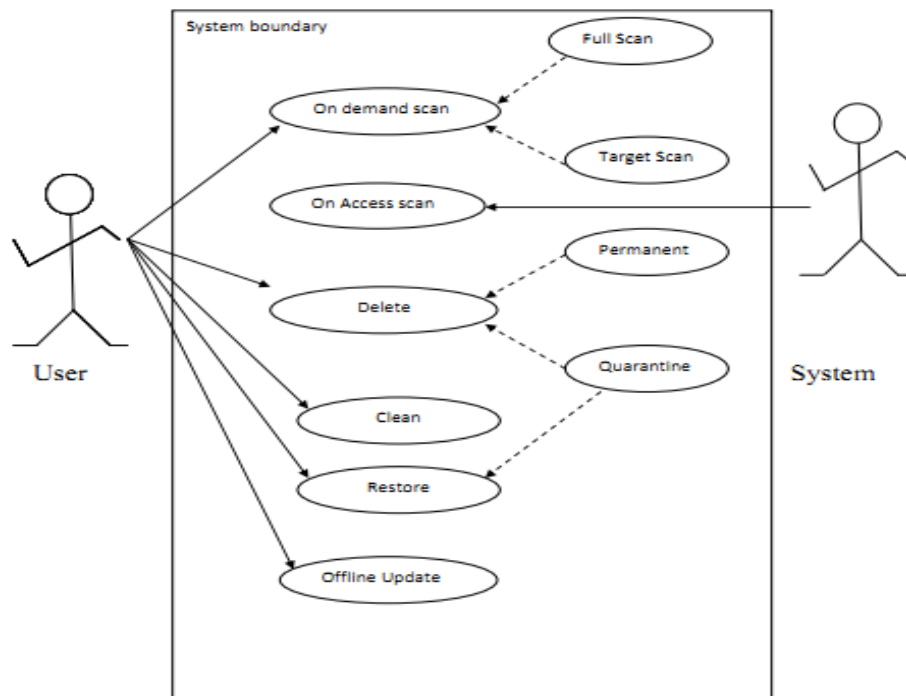 System boundary
Full Scan
On demand scan
Target Scan
On Access scan
Permanent
Delete
Quarantine
User
System
Clean
Restore
Offline Update